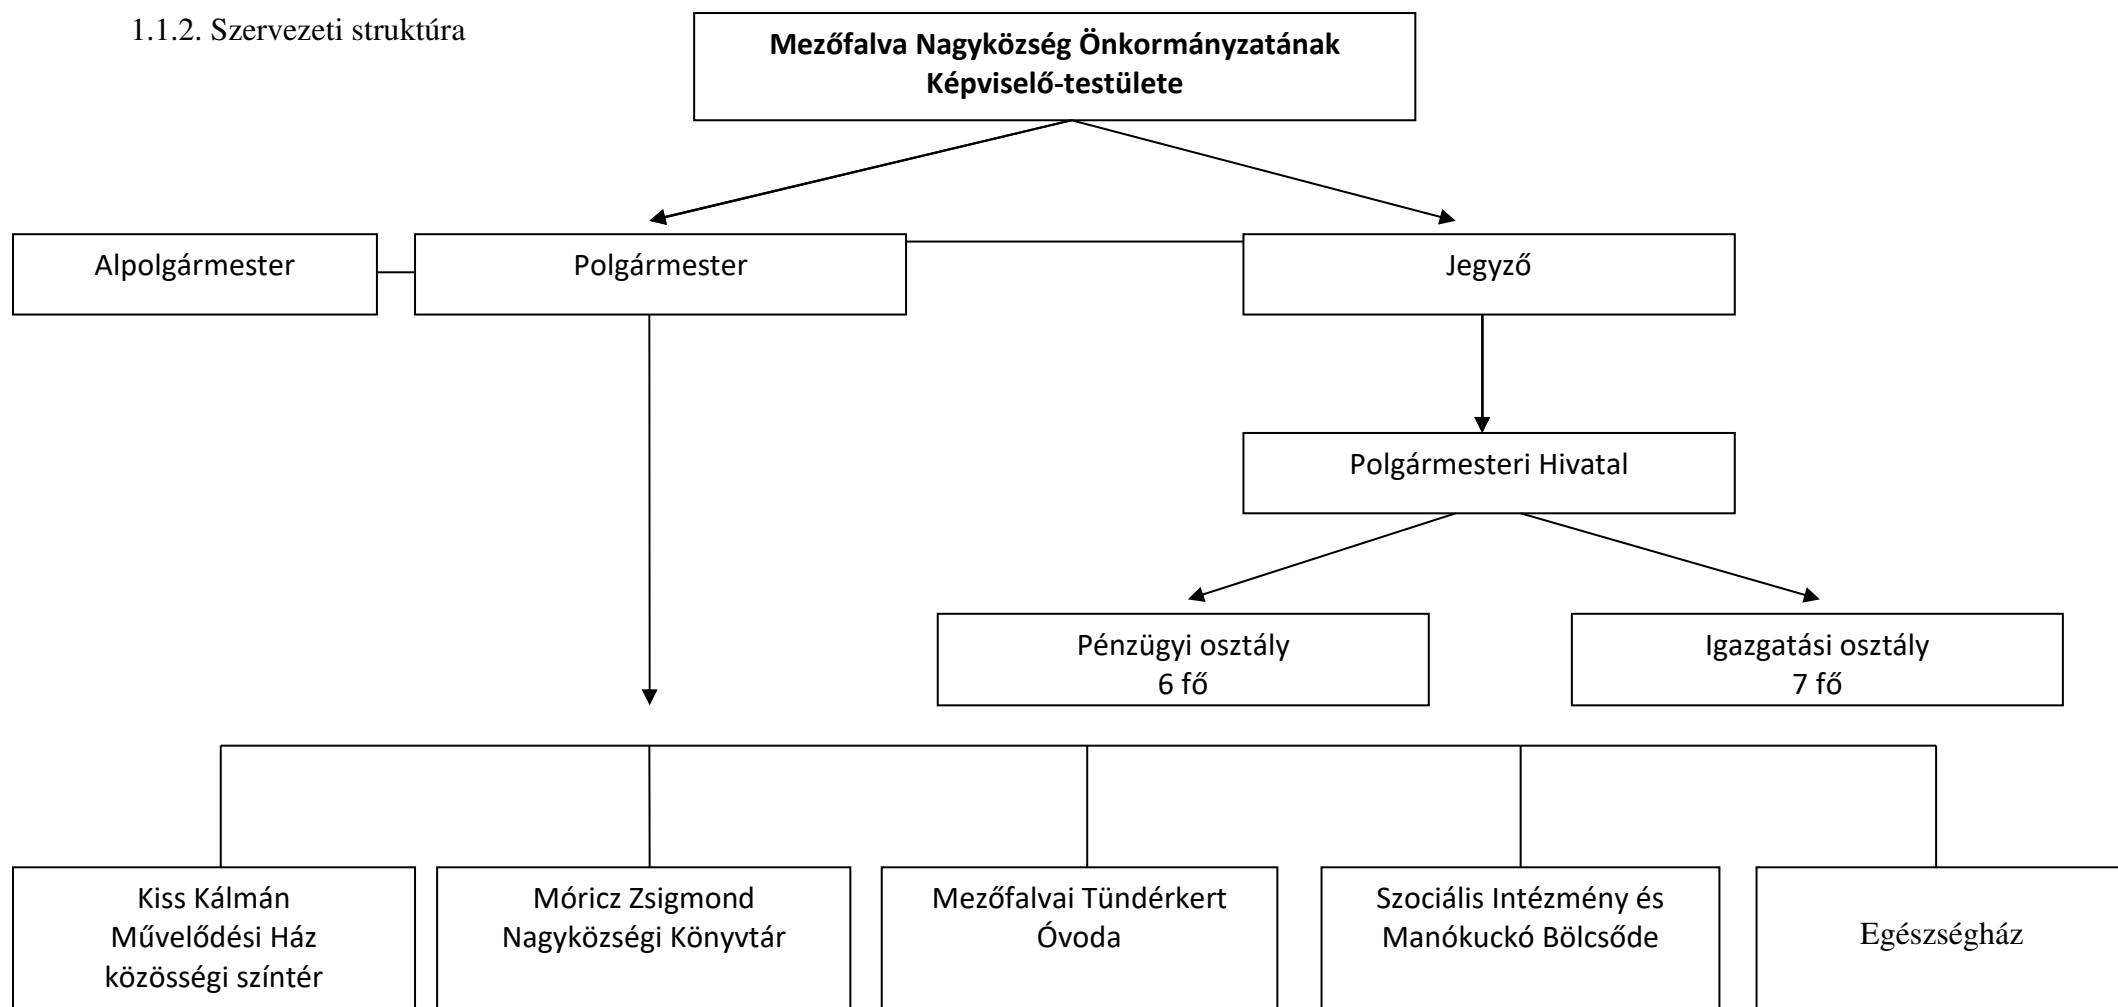 1.1.2. Szervezeti struktúra
Mezőfalva Nagyközség Önkormányzatának
Képviselő-testülete
Alpolgármester
Polgármester
Jegyző
Polgármesteri Hivatal
Pénzügyi osztály
6 fő
Igazgatási osztály
7 fő
Kiss Kálmán
Művelődési Ház
közösségi színtér
Móricz Zsigmond
Nagyközségi Könyvtár
Mezőfalvai Tündérkert
Óvoda
Szociális Intézmény és
Manókuckó Bölcsőde
Egészségház